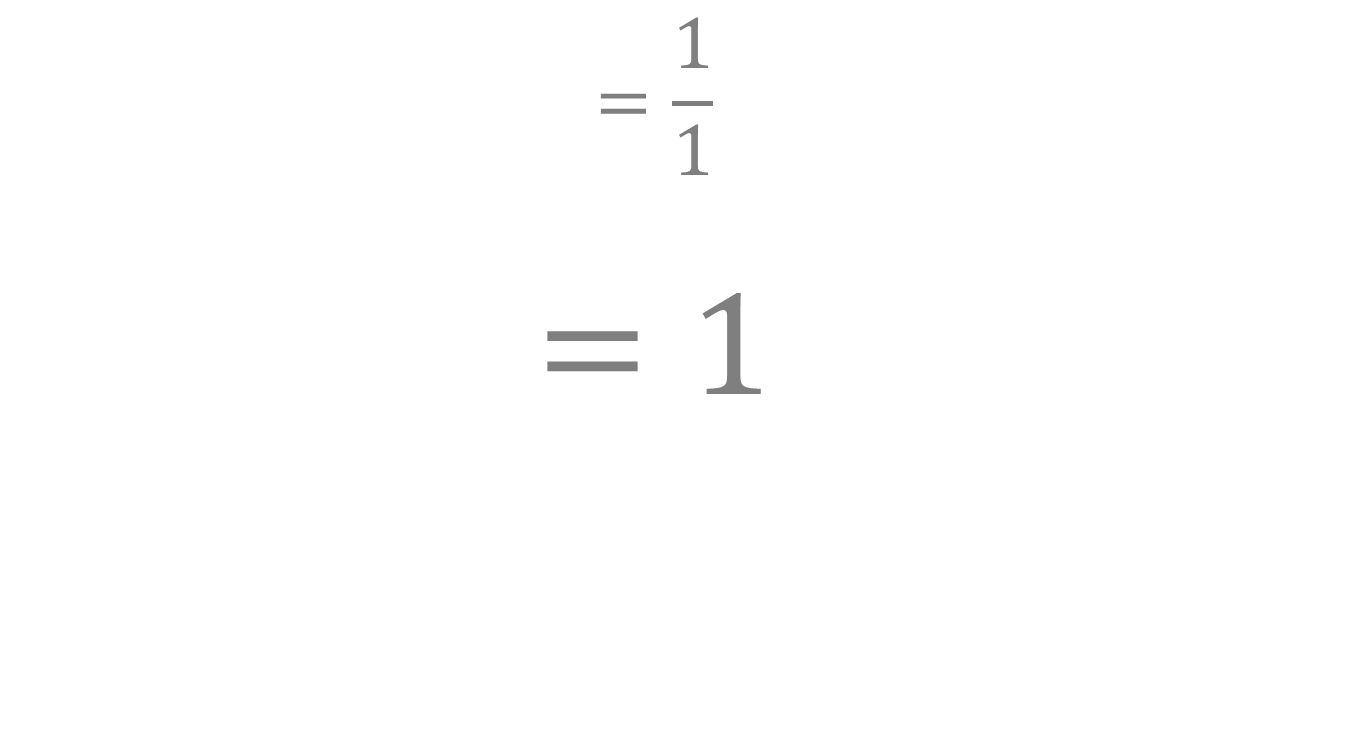 = 1/1
= 1